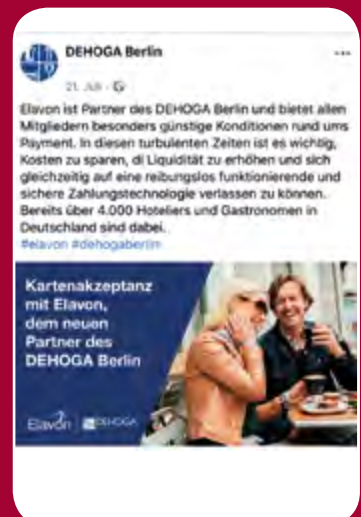 DEHOGA Berlin
21. Juli
Elavon ist Partner des DEHOGA Berlin und bietet allen
Mitgliedern besonders günstige Konditionen rund ums
Payment. In diesen turbulenten Zeiten ist es wichtig,
Kosten zu sparen, di Liquidität zu erhöhen und sich
gleichzeitig auf eine reibungslos funktionierende und
sichere Zahlungstechnologie verlassen zu können.
Bereits über 4.000 Hoteliers und Gastronomen in
Deutschland sind dabei.
#elavon #dehogaberlin
Kartenakzeptanz
mit Elavon,
dem neuen
Partner des
DEHOGA Berlin
Elavon DEHOGA